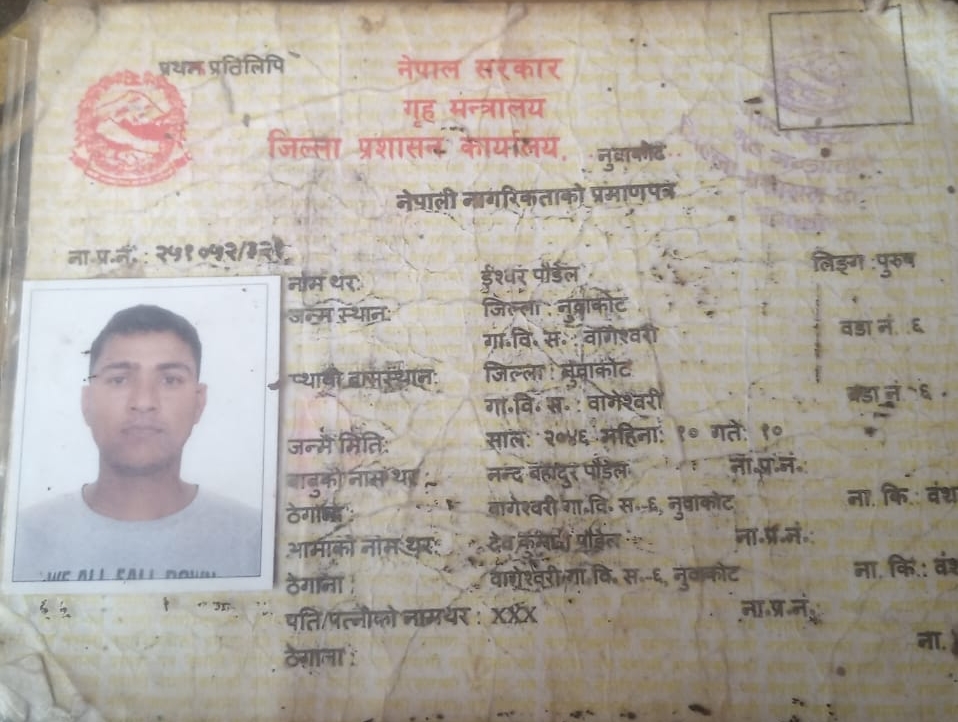 प्रथम प्रतिलिपि
नेपाल सरकार
गृह मन्त्रालय
जिल्ला प्रशासन कार्यालय, नुवाकोट
नेपाली नागरिकताको प्रमाणपत्र
ना.प्र.नं.: २५१०५२/३२१
नाम थर: ईश्वर पौडेल लिङ्ग पुरुष
जन्म स्थान: जिल्ला : नुवाकोट
गा.वि.स.: वागेश्वरी वडा नं. ६
स्थायी बासस्थान: जिल्ला : नुवाकोट
गा.वि.स.: वागेश्वरी वडा नं. ६
जन्म मिति: साल: २०४६ महिना: १० गते: १०
बाबुको नाम थर: नन्द बहादुर पौडेल ना.प्र.नं.
ठेगाना: वागेश्वरी गा.वि.स.-६, नुवाकोट ना. कि.: वंश
आमाको नाम थर: देव कुमारी पौडेल ना.प्र.नं.:
ठेगाना: वागेश्वरी गा.वि.स.-६, नुवाकोट ना. कि.: वंश
पति/पत्नीको नामथर : XXX ना.प्र.नं.:
ठेगाना: ना.
WE ALL FALL DOWN